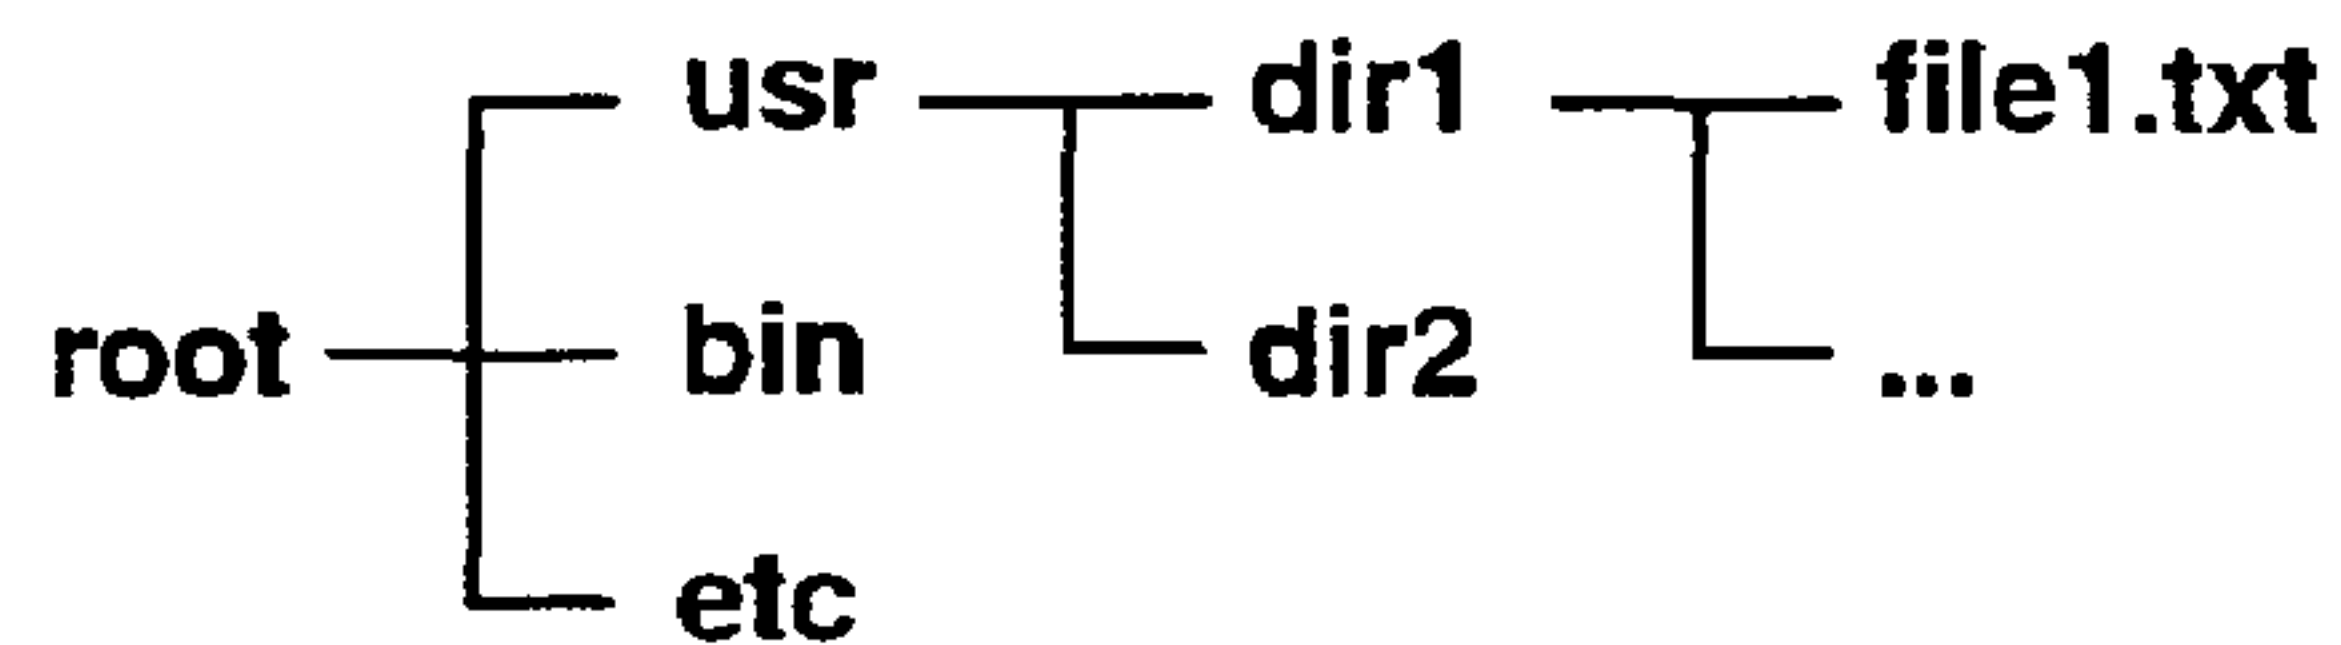 usr dir1 file1.txt
root bin dir2 ...
etc